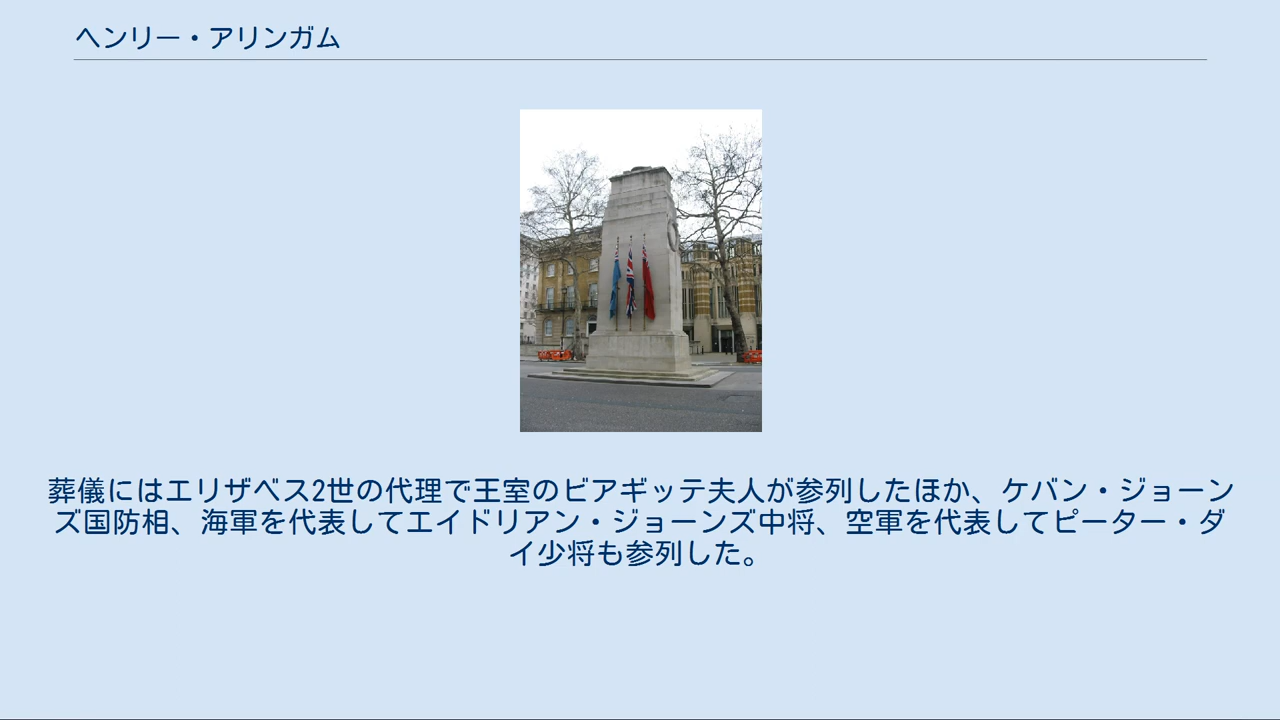 ヘンリー・アリンガム
葬儀にはエリザベス2世の代理で王室のビアギッテ夫人が参列したほか、ケバン・ジョーン
ズ国防相、海軍を代表してエイドリアン・ジョーンズ中将、空軍を代表してピーター・ダ
イ少将も参列した。